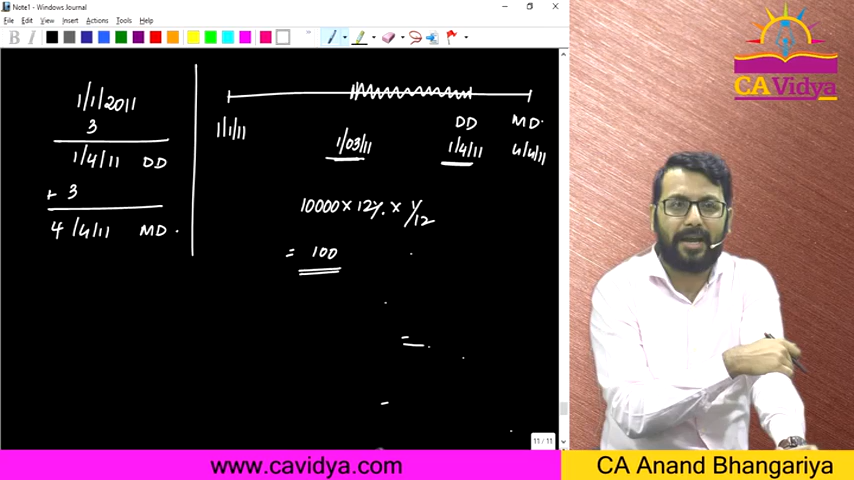 Note1 - Windows Journal
File Edit View Insert Actions Tools Help
B I
1/1/2011
3
1/4/11 DD
+ 3
4/4/11 MD.
1/1/11
1/03/11
DD MD.
1/4/11 4/4/11
10000 × 12%. × 1/12
= 100
11 / 11
CA Vidya
www.cavidya.com
CA Anand Bhangariya